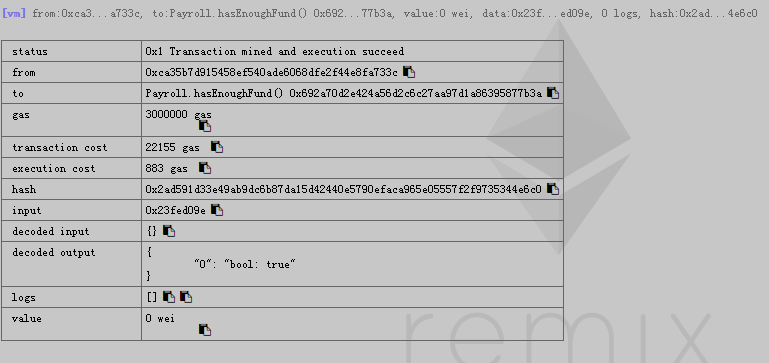 [vm] from:0xca3...a733c, to:Payroll.hasEnoughFund() 0x692...77b3a, value:0 wei, data:0x23f...ed09e, 0 logs, hash:0x2ad...4e6c0
status 0x1 Transaction mined and execution succeed
from 0xca35b7d915458ef540ade6068dfe2f44e8fa733c
to Payroll.hasEnoughFund() 0x692a70d2e424a56d2c6c27aa97d1a86395877b3a
gas 3000000 gas
transaction cost 22155 gas
execution cost 883 gas
hash 0x2ad591d33e49ab9dc6b87da15d42440e5790efaca965e05557f2f9735344e6c0
input 0x23fed09e
decoded input {}
decoded output {
"0": "bool: true"
}
logs []
value 0 wei
remix